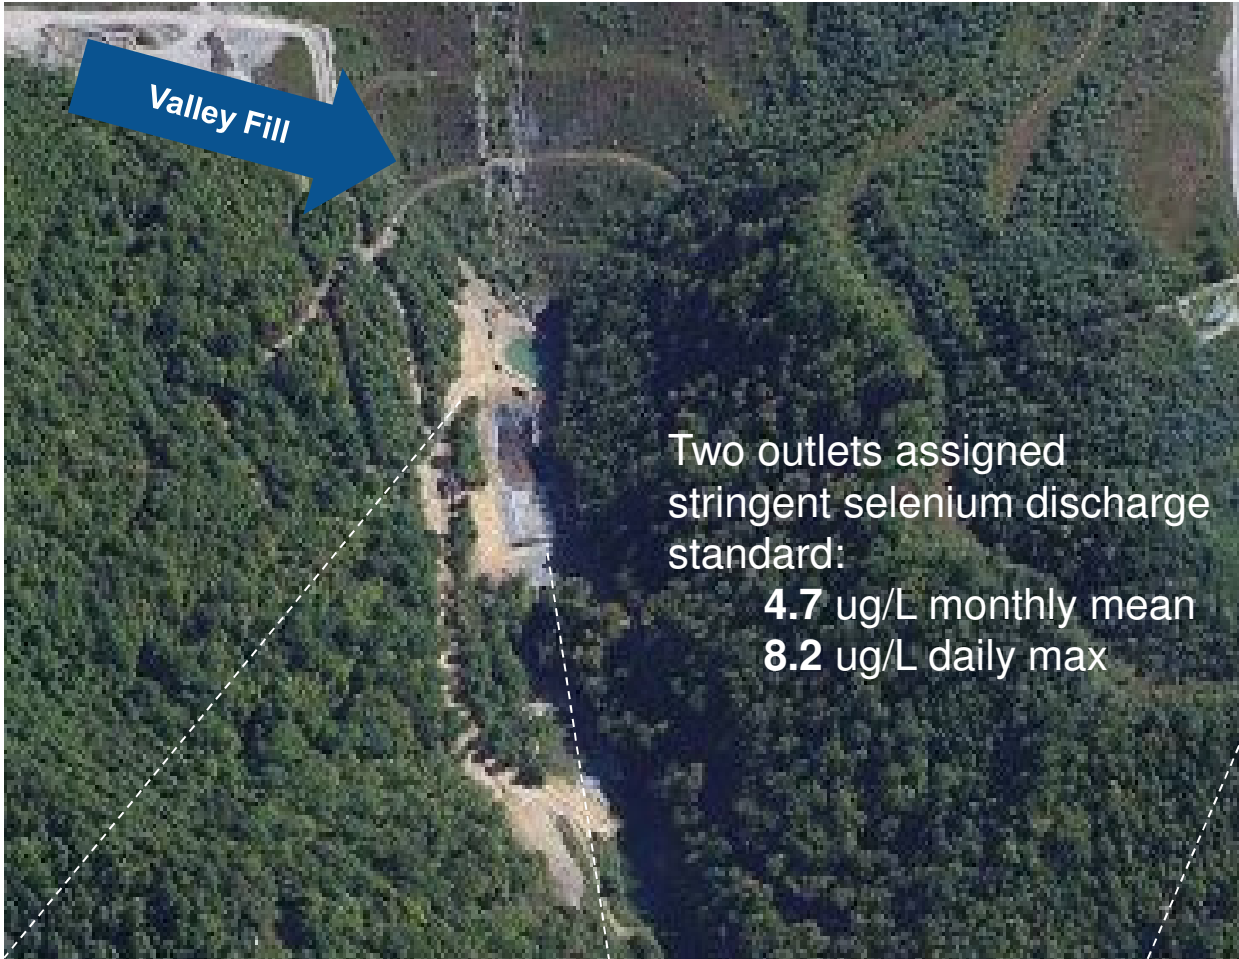 Valley Fill
Two outlets assigned
stringent selenium discharge
standard:
4.7 ug/L monthly mean
8.2 ug/L daily max